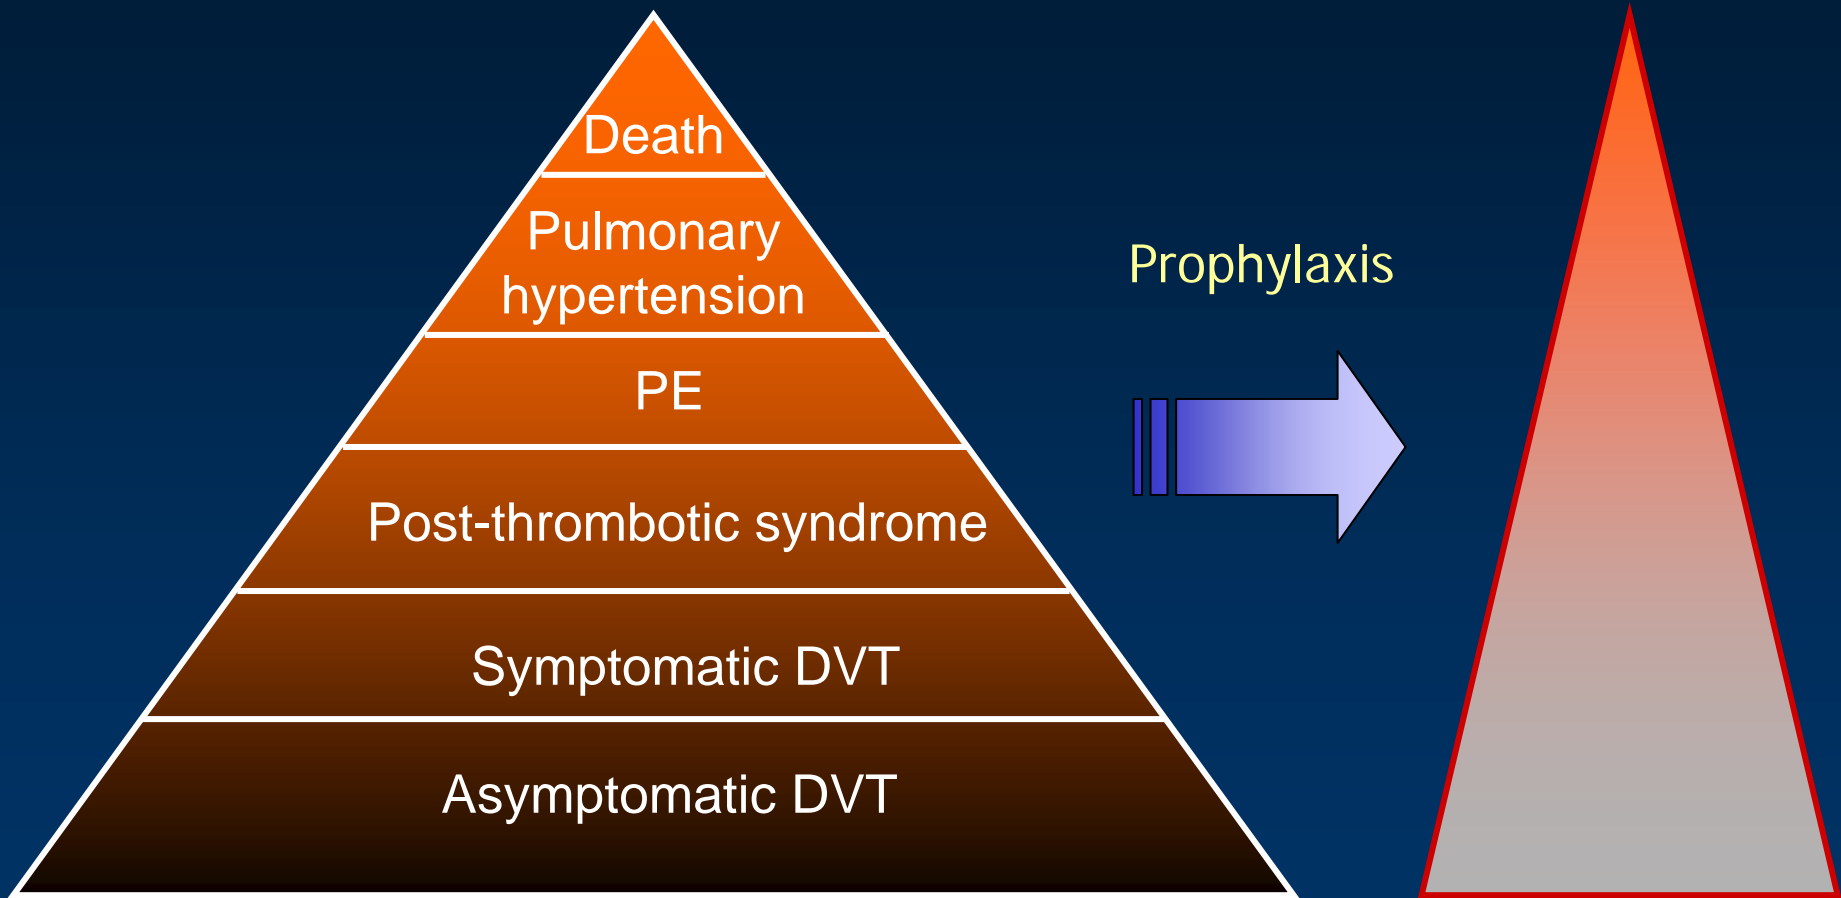 Death
Pulmonary
hypertension
PE
Post-thrombotic syndrome
Symptomatic DVT
Asymptomatic DVT
Prophylaxis